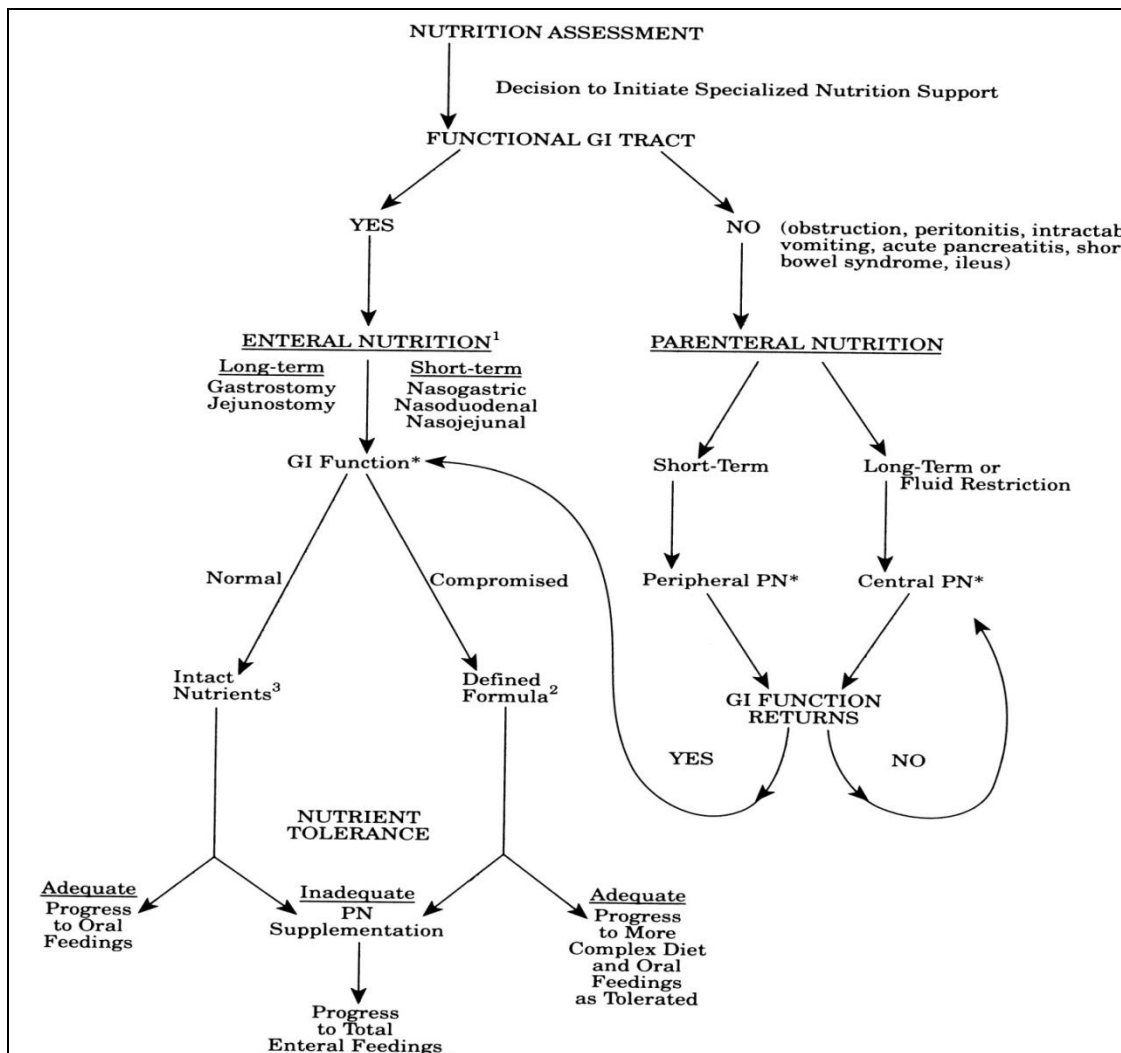 NUTRITION ASSESSMENT
Decision to Initiate Specialized Nutrition Support
FUNCTIONAL GI TRACT
YES
NO
(obstruction, peritonitis, intractab
vomiting, acute pancreatitis, shor
bowel syndrome, ileus)
ENTERAL NUTRITION¹
Long-term
Gastrostomy
Jejunostomy
Short-term
Nasogastric
Nasoduodenal
Nasojejunal
PARENTERAL NUTRITION
GI Function*
Short-Term
Long-Term or
Fluid Restriction
Normal
Compromised
Peripheral PN*
Central PN*
Intact
Nutrients³
Defined
Formula²
GI FUNCTION
RETURNS
YES
NO
NUTRIENT
TOLERANCE
Adequate
Progress
to Oral
Feedings
Inadequate
PN
Supplementation
Adequate
Progress
to More
Complex Diet
and Oral
Feedings
as Tolerated
Progress
to Total
Enteral Feedings